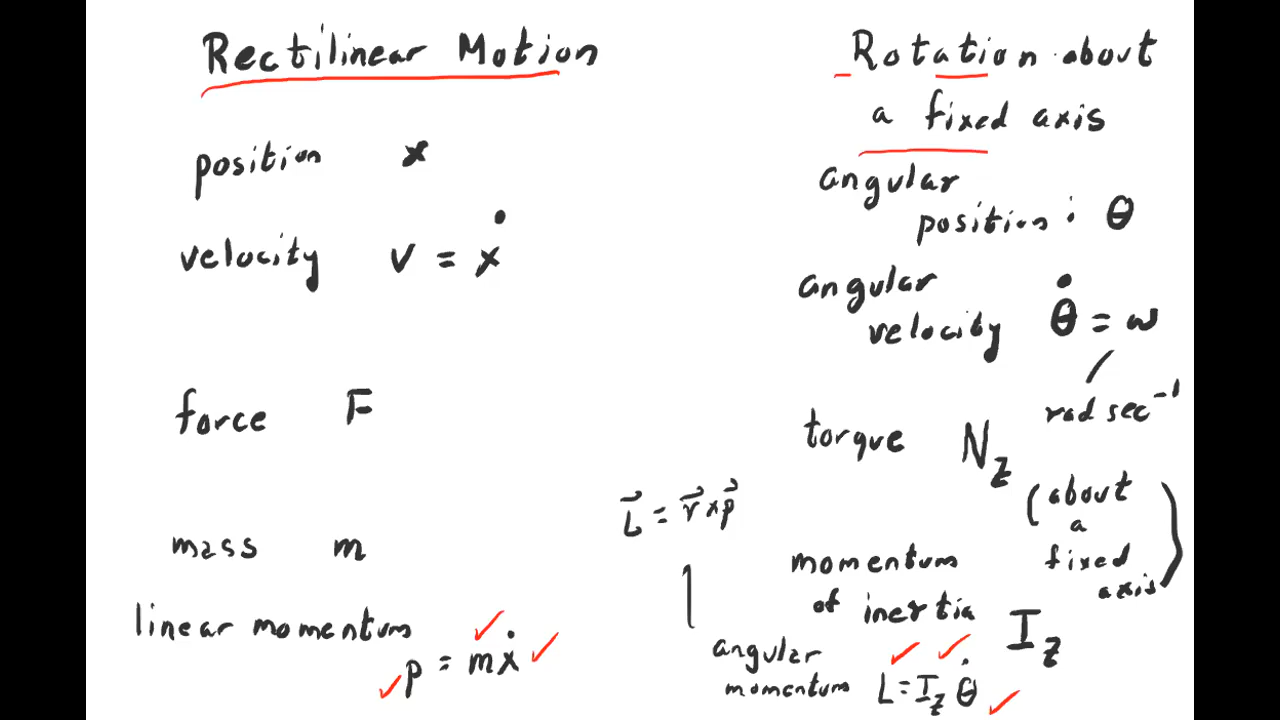 Rectilinear Motion
position x
velocity v = ẋ
force F
mass m
linear momentum
p = mẋ
Rotation about
a fixed axis
angular
position: θ
angular
velocity θ̇ = ω
rad sec⁻¹
torque N_z
(about
a
fixed
axis)
L⃗ = r⃗ × p⃗
momentum
of inertia I_z
angular
momentum L = I_z θ̇